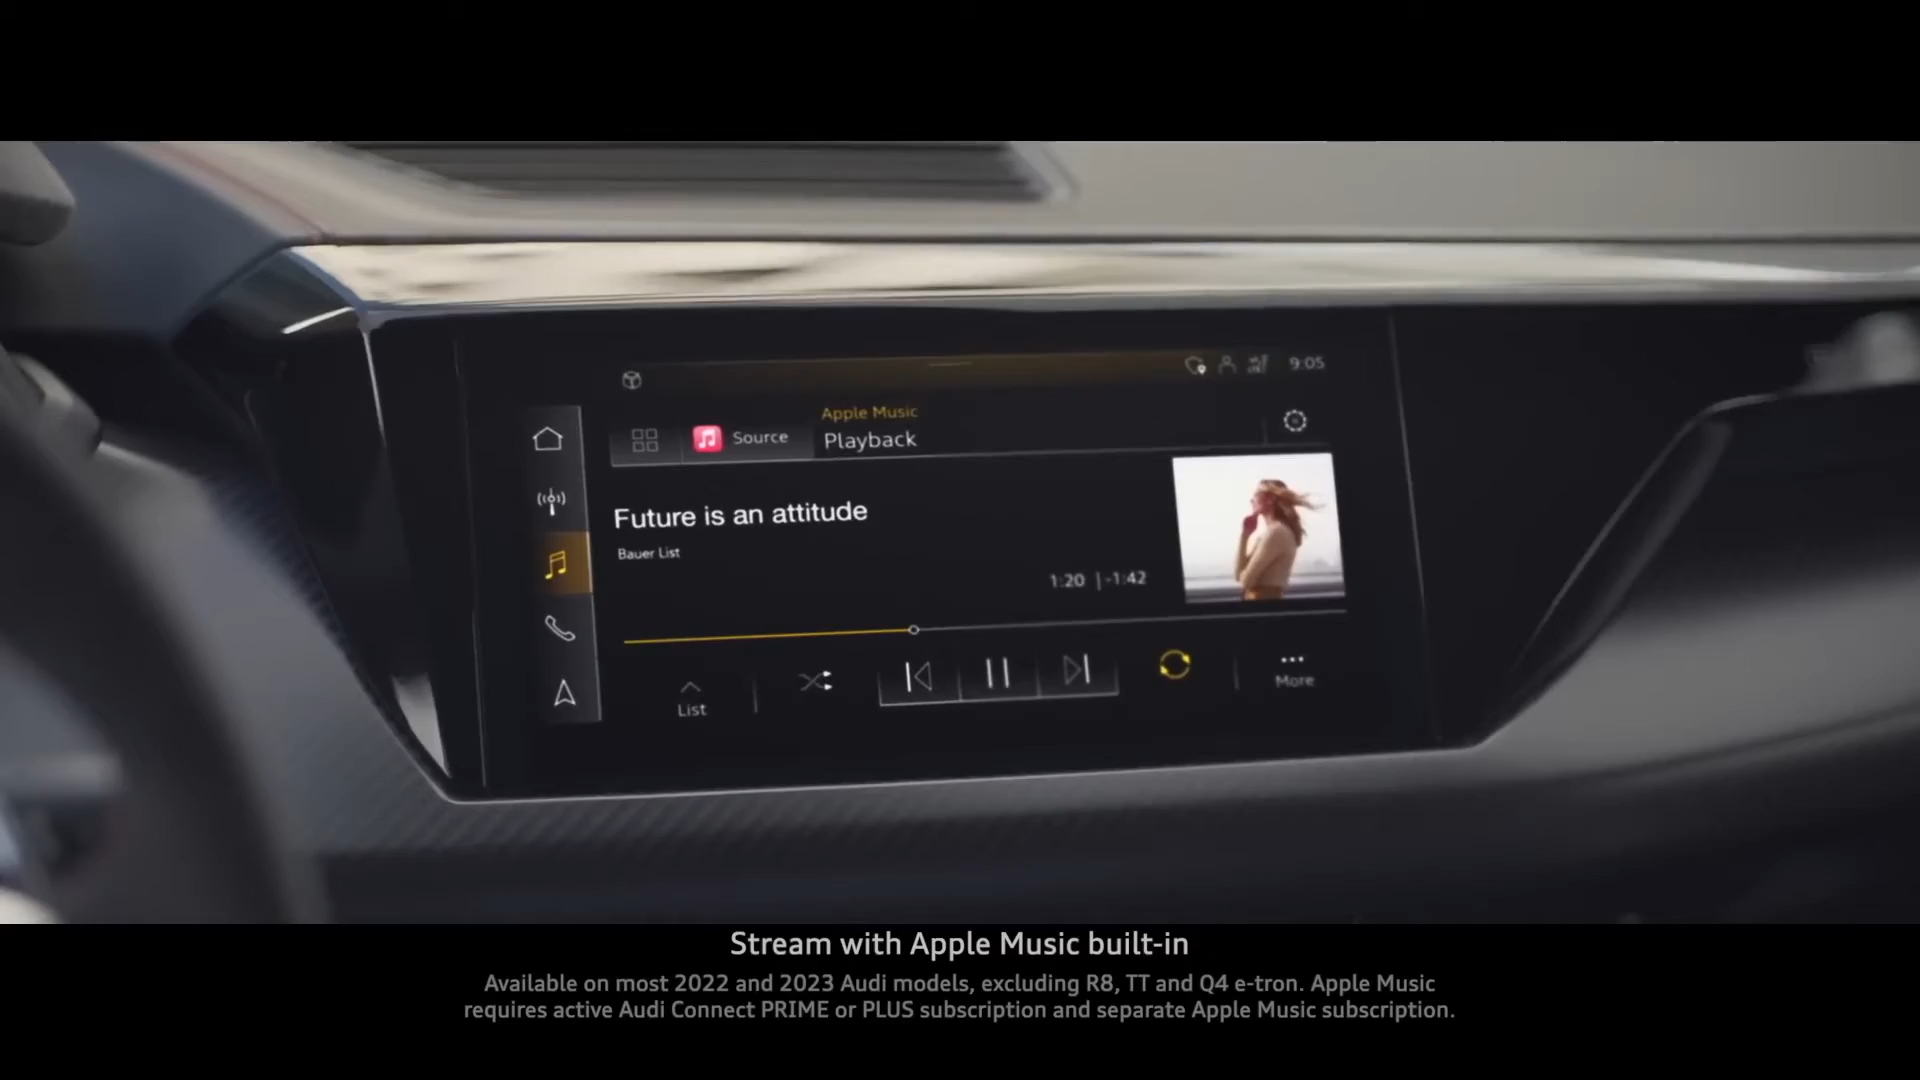 9:05
Apple Music
Source
Playback
Future is an attitude
Bauer List
1:20 | -1:42
List
More
Stream with Apple Music built-in
Available on most 2022 and 2023 Audi models, excluding R8, TT and Q4 e-tron. Apple Music
requires active Audi Connect PRIME or PLUS subscription and separate Apple Music subscription.